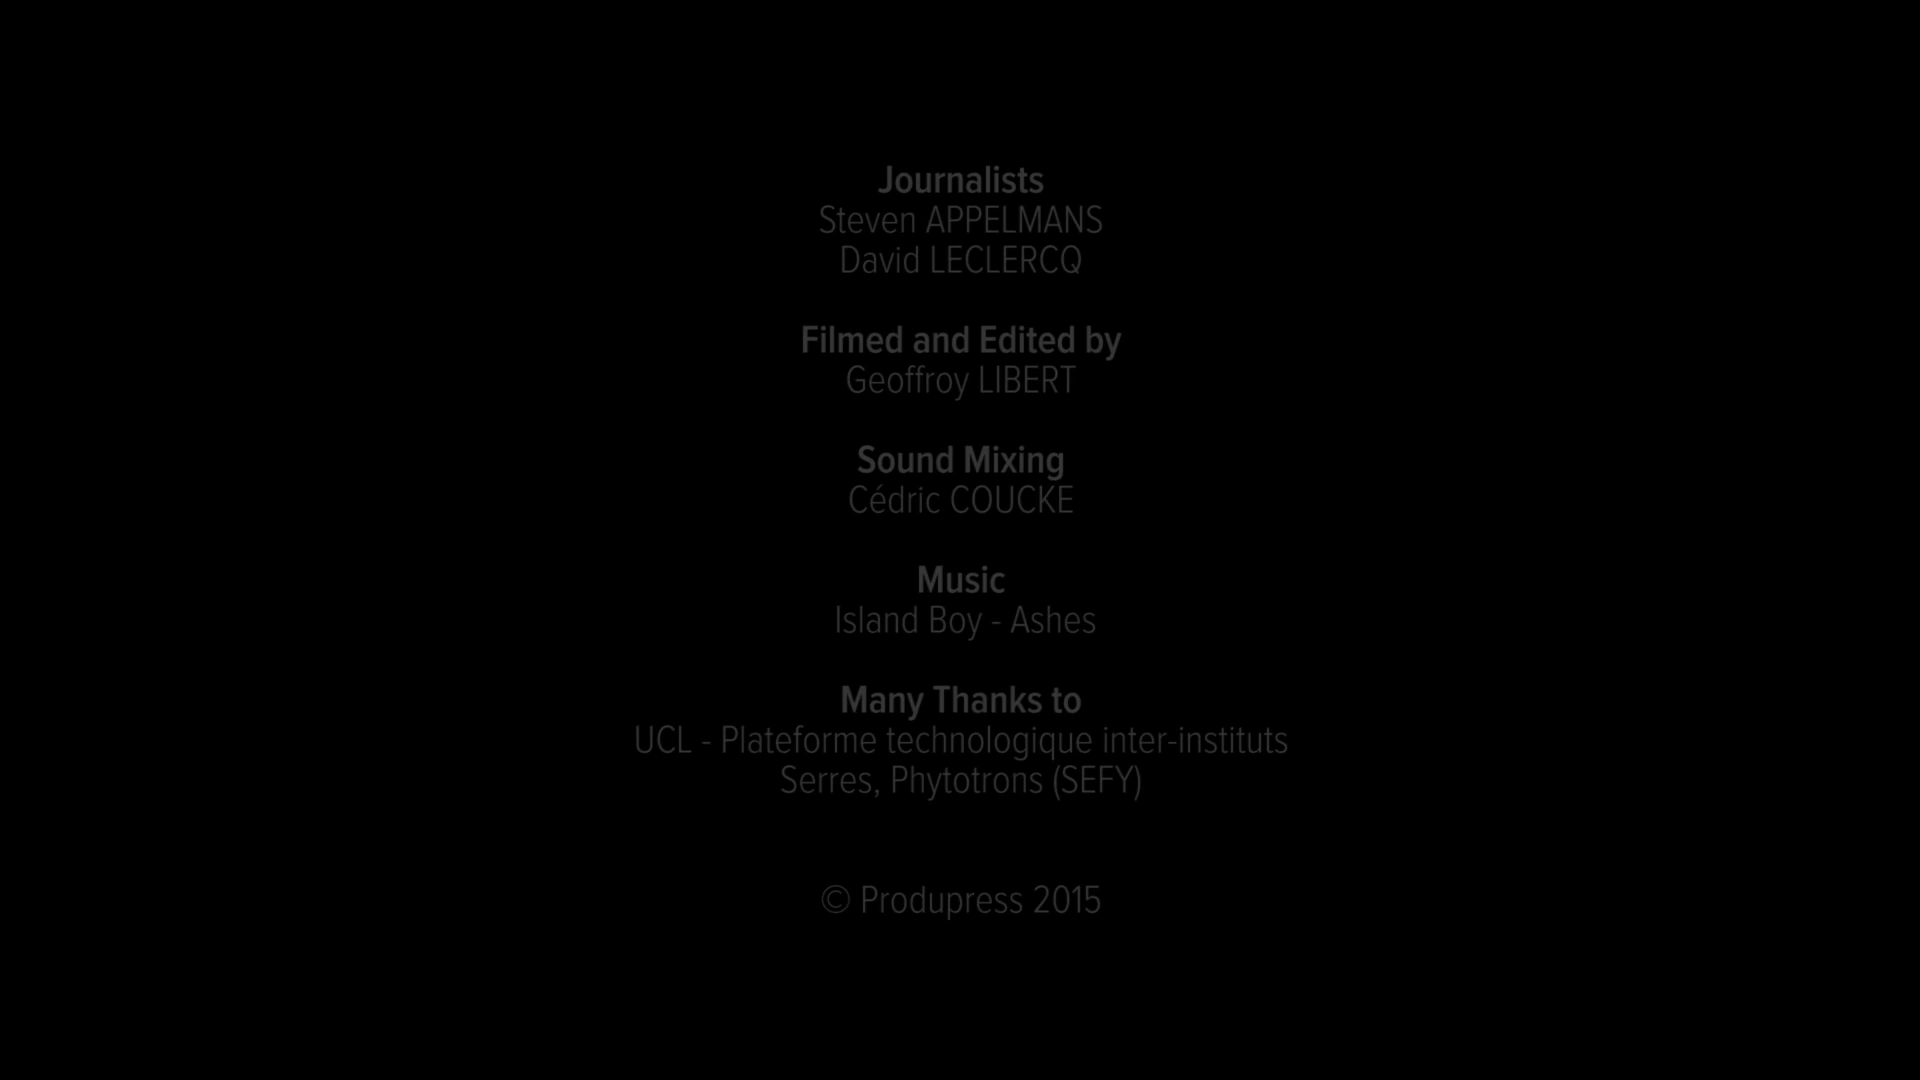 Journalists
Steven APPELMANS
David LECLERCQ
Filmed and Edited by
Geoffroy LIBERT
Sound Mixing
Cédric COUCKE
Music
Island Boy - Ashes
Many Thanks to
UCL - Plateforme technologique inter-instituts
Serres, Phytotrons (SEFY)
© Produpress 2015